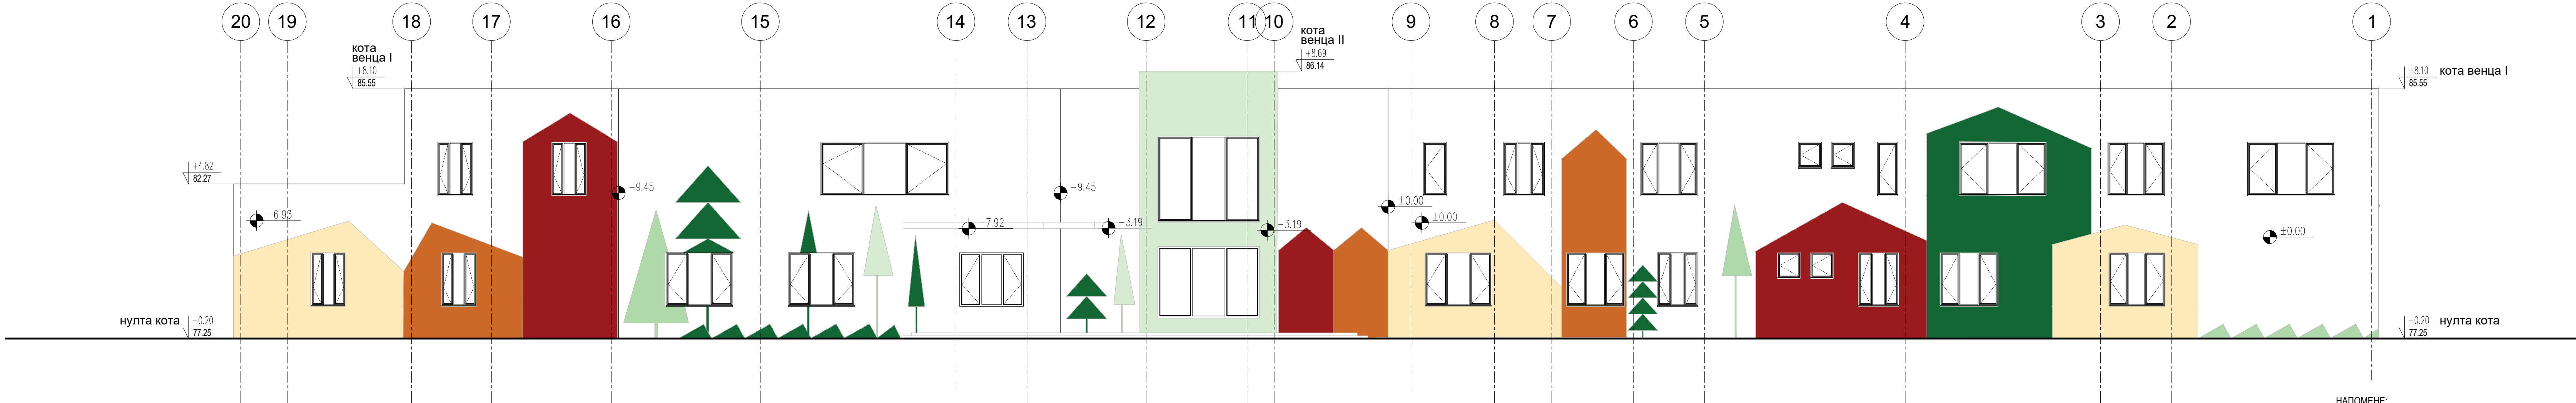 20 19 18 17 16 15 14 13 12 11 10 9 8 7 6 5 4 3 2 1
кота
венца I
+8.10
85.55
кота
венца II
+8.69
86.14
+8.10
85.55
кота венца I
+4.82
82.27
-6.93
-9.45
-9.45
-7.92
-3.19
-3.19
±0.00
±0.00
±0.00
нулта кота
-0.20
77.25
-0.20
77.25
нулта кота
НАПОМЕНЕ: